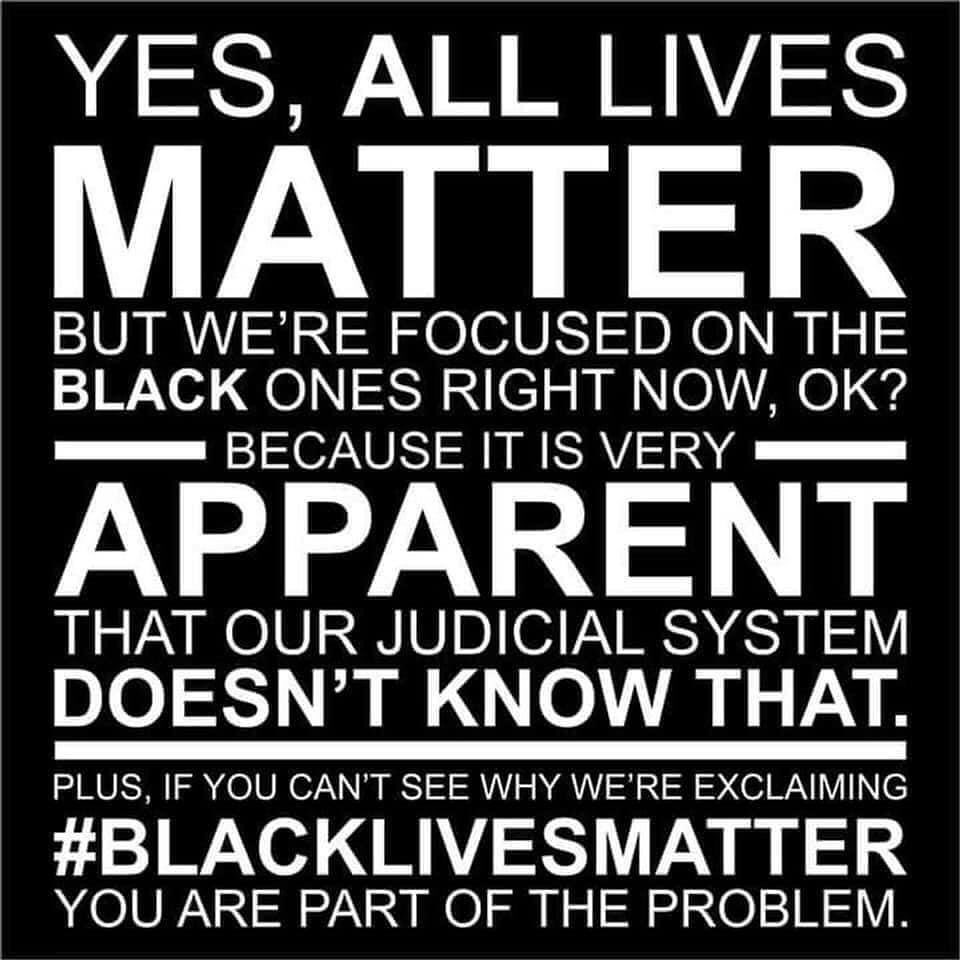 YES, ALL LIVES
MATTER
BUT WE'RE FOCUSED ON THE
BLACK ONES RIGHT NOW, OK?
BECAUSE IT IS VERY
APPARENT
THAT OUR JUDICIAL SYSTEM
DOESN'T KNOW THAT.
PLUS, IF YOU CAN'T SEE WHY WE'RE EXCLAIMING
#BLACKLIVESMATTER
YOU ARE PART OF THE PROBLEM.